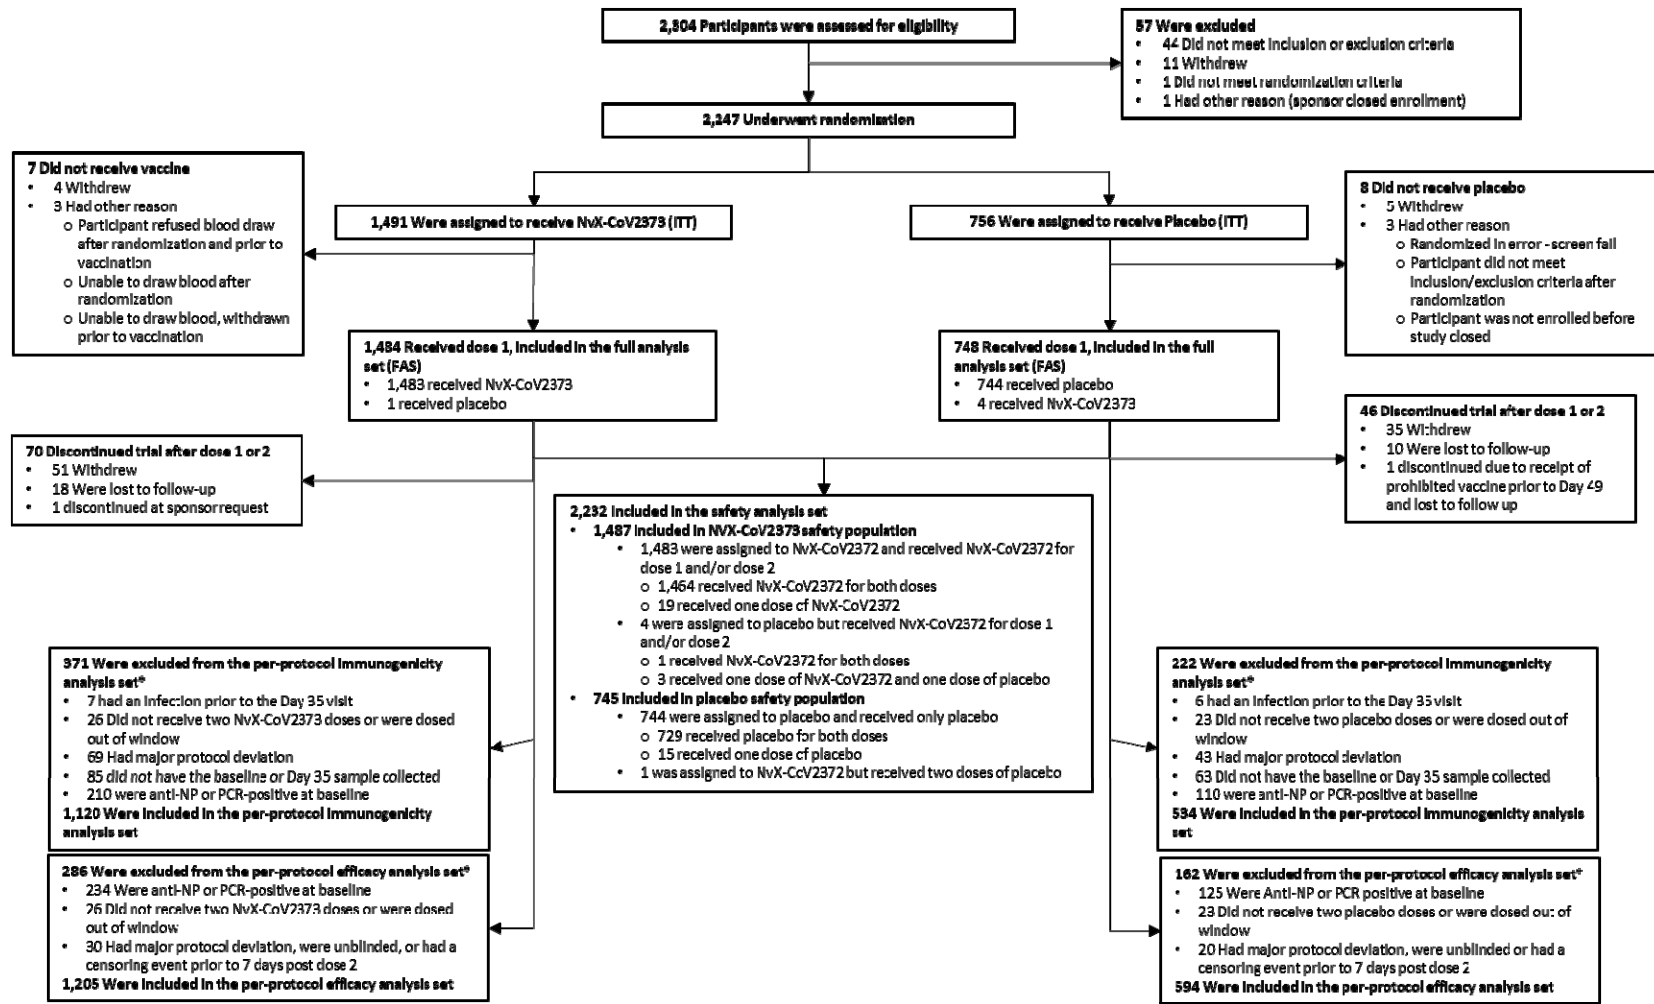 2,304 Participants were assessed for eligibility
57 Were excluded
• 44 Did not meet inclusion or exclusion criteria
• 11 Withdrew
• 1 Did not meet randomization criteria
• 1 Had other reason (sponsor closed enrollment)
2,247 Underwent randomization
7 Did not receive vaccine
• 4 Withdrew
• 3 Had other reason
o Participant refused blood draw
after randomization and prior to
vaccination
o Unable to draw blood after
randomization
o Unable to draw blood, withdrawn
prior to vaccination
1,491 Were assigned to receive NvX-CoV2373 (ITT)
756 Were assigned to receive Placebo (ITT)
8 Did not receive placebo
• 5 Withdrew
• 3 Had other reason
o Randomized in error - screen fail
o Participant did not meet
inclusion/exclusion criteria after
randomization
o Participant was not enrolled before
study closed
1,484 Received dose 1, included in the full analysis
set (FAS)
• 1,483 received NvX-CoV2373
• 1 received placebo
748 Received dose 1, included in the full
analysis set (FAS)
• 744 received placebo
• 4 received NvX-CoV2373
70 Discontinued trial after dose 1 or 2
• 51 Withdrew
• 18 Were lost to follow-up
• 1 discontinued at sponsor request
46 Discontinued trial after dose 1 or 2
• 35 Withdrew
• 10 Were lost to follow-up
• 1 discontinued due to receipt of
prohibited vaccine prior to Day 49
and lost to follow up
2,232 Included in the safety analysis set
• 1,487 Included in NVX-CoV2373 safety population
• 1,483 were assigned to NvX-CoV2372 and received NvX-CoV2372 for
dose 1 and/or dose 2
o 1,464 received NvX-CoV2372 for both doses
o 19 received one dose of NvX-CoV2372
• 4 were assigned to placebo but received NvX-CoV2372 for dose 1
and/or dose 2
o 1 received NvX-CoV2372 for both doses
o 3 received one dose of NvX-CoV2372 and one dose of placebo
• 745 Included in placebo safety population
• 744 were assigned to placebo and received only placebo
o 729 received placebo for both doses
o 15 received one dose of placebo
• 1 was assigned to NvX-CoV2372 but received two doses of placebo
371 Were excluded from the per-protocol immunogenicity
analysis set*
• 7 had an infection prior to the Day 35 visit
• 26 Did not receive two NvX-CoV2373 doses or were dosed
out of window
• 69 Had major protocol deviation
• 85 did not have the baseline or Day 35 sample collected
• 210 were anti-NP or PCR-positive at baseline
1,120 Were included in the per-protocol immunogenicity
analysis set
222 Were excluded from the per-protocol immunogenicity
analysis set*
• 6 had an infection prior to the Day 35 visit
• 23 Did not receive two placebo doses or were dosed out of
window
• 43 Had major protocol deviation
• 63 Did not have the baseline or Day 35 sample collected
• 110 were anti-NP or PCR-positive at baseline
534 Were included in the per-protocol immunogenicity analysis
set
286 Were excluded from the per-protocol efficacy analysis set*
• 234 Were anti-NP or PCR-positive at baseline
• 26 Did not receive two NvX-CoV2373 doses or were dosed
out of window
• 30 Had major protocol deviation, were unblinded, or had a
censoring event prior to 7 days post dose 2
1,205 Were included in the per-protocol efficacy analysis set
162 Were excluded from the per-protocol efficacy analysis set*
• 125 Were Anti-NP or PCR positive at baseline
• 23 Did not receive two placebo doses or were dosed out of
window
• 20 Had major protocol deviation, were unblinded or had a
censoring event prior to 7 days post dose 2
594 Were included in the per-protocol efficacy analysis set